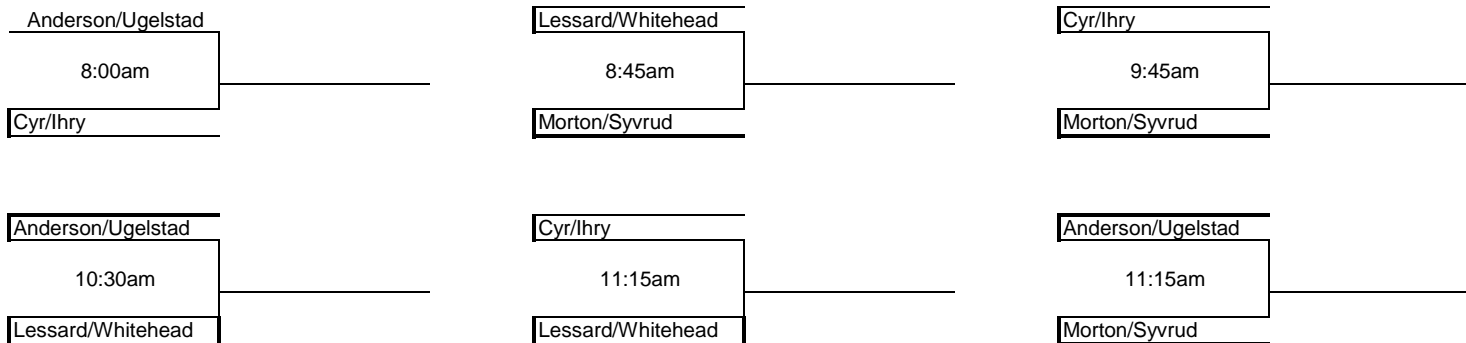 Anderson/Ugelstad
8:00am
Cyr/Ihry
Lessard/Whitehead
8:45am
Morton/Syvrud
Cyr/Ihry
9:45am
Morton/Syvrud
Anderson/Ugelstad
10:30am
Lessard/Whitehead
Cyr/Ihry
11:15am
Lessard/Whitehead
Anderson/Ugelstad
11:15am
Morton/Syvrud